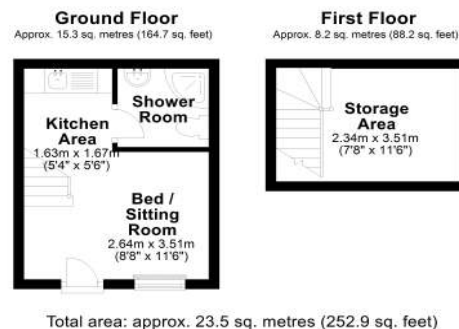 Ground Floor
Approx. 15.3 sq. metres (164.7 sq. feet)
Kitchen
Area
1.63m x 1.67m
(5'4" x 5'6")
Shower
Room
Bed /
Sitting
Room
2.64m x 3.51m
(8'8" x 11'6")
First Floor
Approx. 8.2 sq. metres (88.2 sq. feet)
Storage
Area
2.34m x 3.51m
(7'8" x 11'6")
Total area: approx. 23.5 sq. metres (252.9 sq. feet)